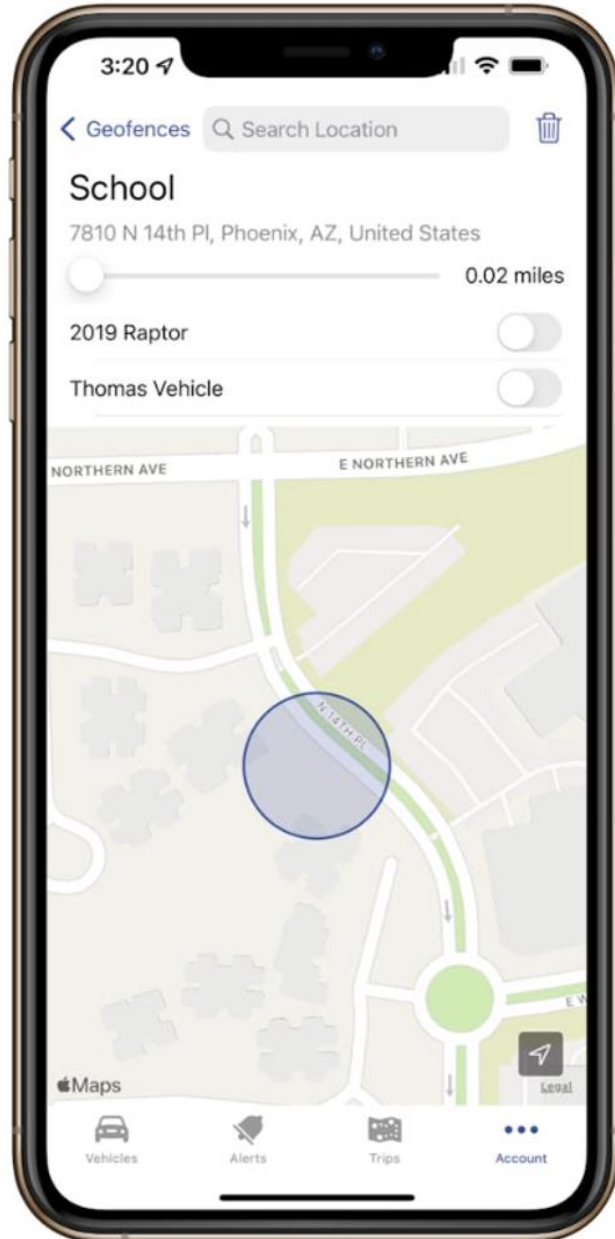 3:20
Geofences
Search Location
School
7810 N 14th Pl, Phoenix, AZ, United States
0.02 miles
2019 Raptor
Thomas Vehicle
NORTHERN AVE
E NORTHERN AVE
N 14TH PL
E W
Maps
Legal
Vehicles
Alerts
Trips
Account